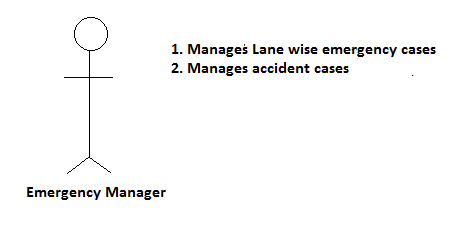 1. Manages Lane wise emergency cases
2. Manages accident cases
Emergency Manager